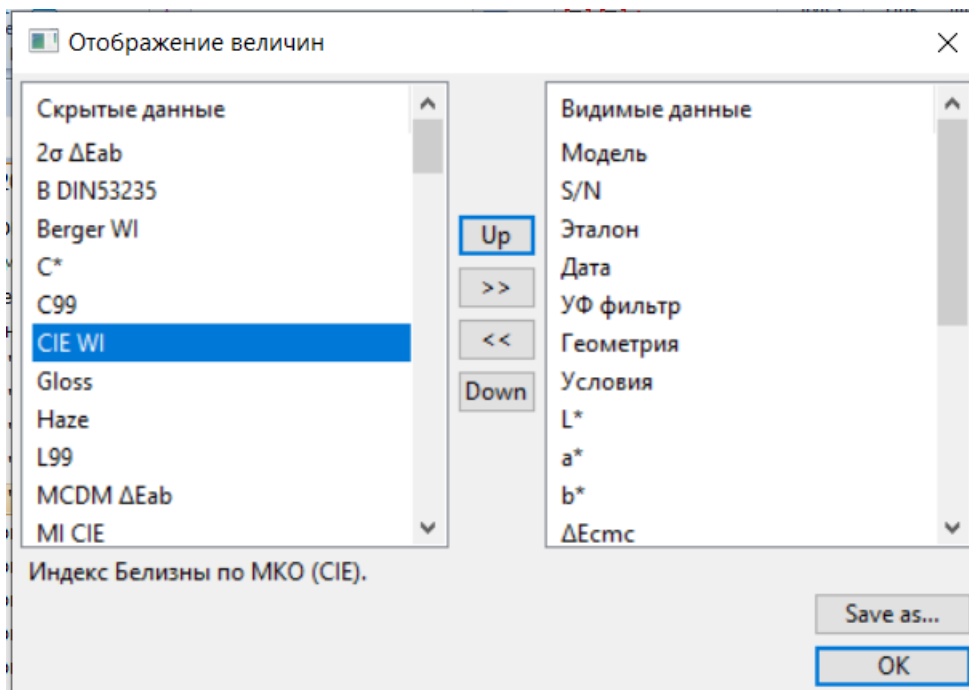 Отображение величин
Скрытые данные
2σ ΔEab
B DIN53235
Berger WI
C*
C99
CIE WI
Gloss
Haze
L99
MCDM ΔEab
MI CIE
Up
>>
<<
Down
Видимые данные
Модель
S/N
Эталон
Дата
УФ фильтр
Геометрия
Условия
L*
a*
b*
ΔEcmc
Индекс Белизны по МКО (CIE).
Save as...
OK